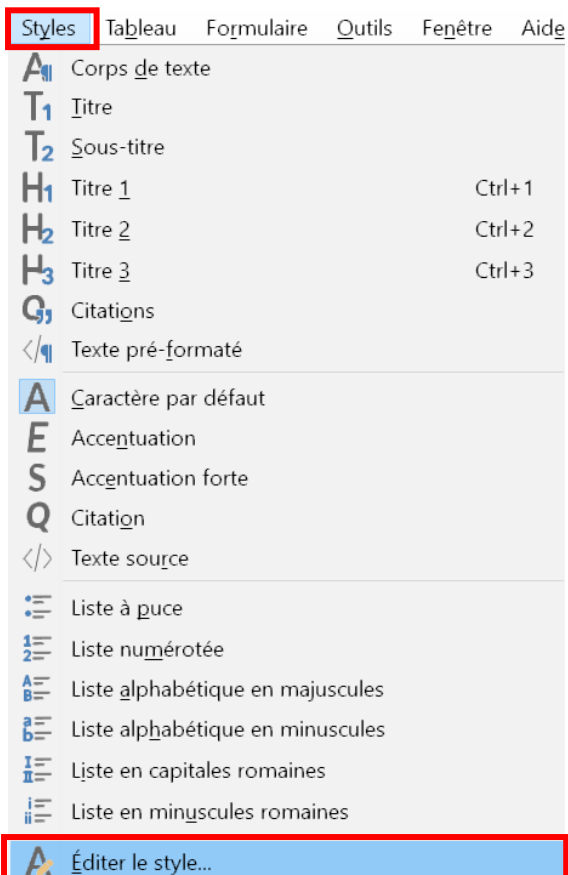 Styles Tableau Formulaire Outils Fenêtre Aide
Corps de texte
Titre
Sous-titre
Titre 1 Ctrl+1
Titre 2 Ctrl+2
Titre 3 Ctrl+3
Citations
Texte pré-formaté
Caractère par défaut
Accentuation
Accentuation forte
Citation
Texte source
Liste à puce
Liste numérotée
Liste alphabétique en majuscules
Liste alphabétique en minuscules
Liste en capitales romaines
Liste en minuscules romaines
Éditer le style...